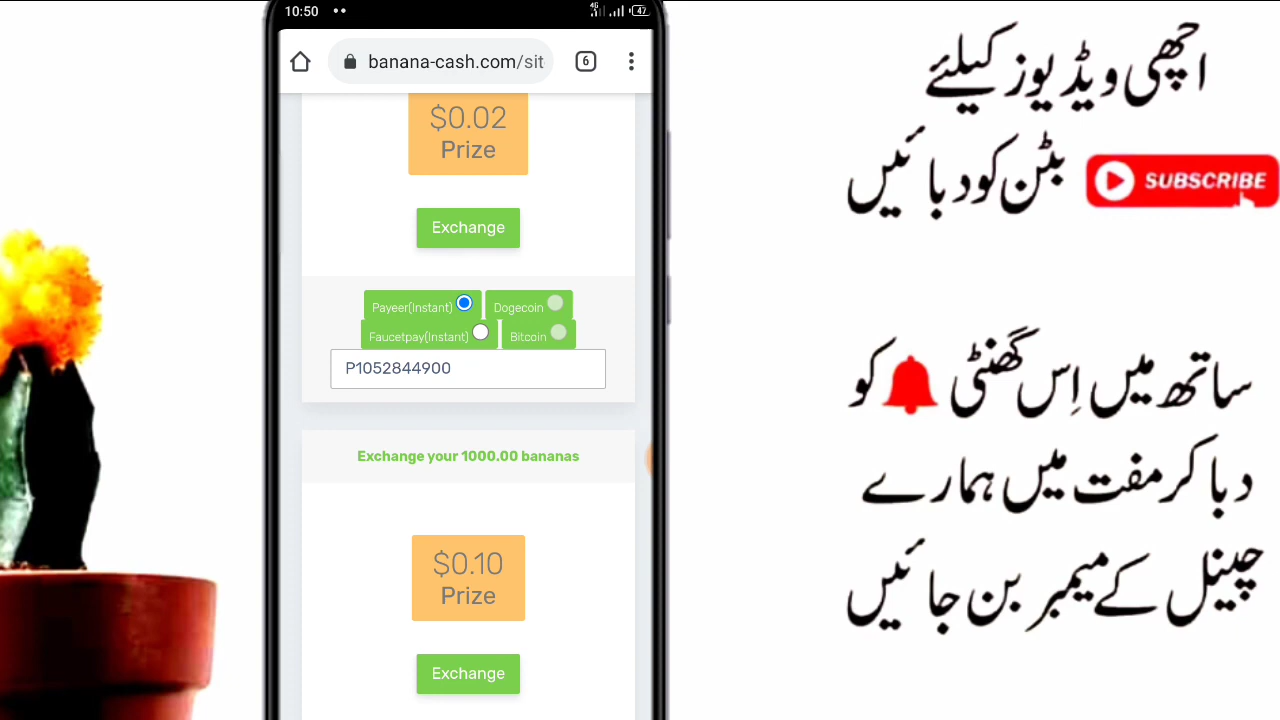 10:50
4G
47
banana-cash.com/sit
6
$0.02
Prize
Exchange
Payeer(Instant)
Dogecoin
Faucetpay(Instant)
Bitcoin
P1052844900
Exchange your 1000.00 bananas
$0.10
Prize
Exchange
اچھی ویڈیوز کیلئے
بٹن کو دبائیں
SUBSCRIBE
ساتھ میں اِس گھنٹی کو
دبا کر مفت میں ہمارے
چینل کے میمبر بن جائیں